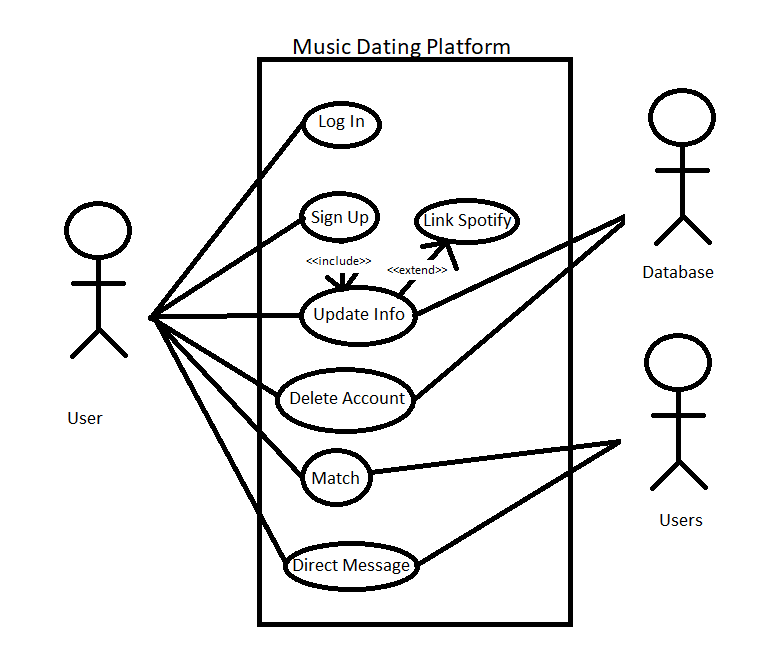 Music Dating Platform
Log In
Sign Up
Link Spotify
<<include>>
<<extend>>
Update Info
Delete Account
Match
Direct Message
User
Database
Users